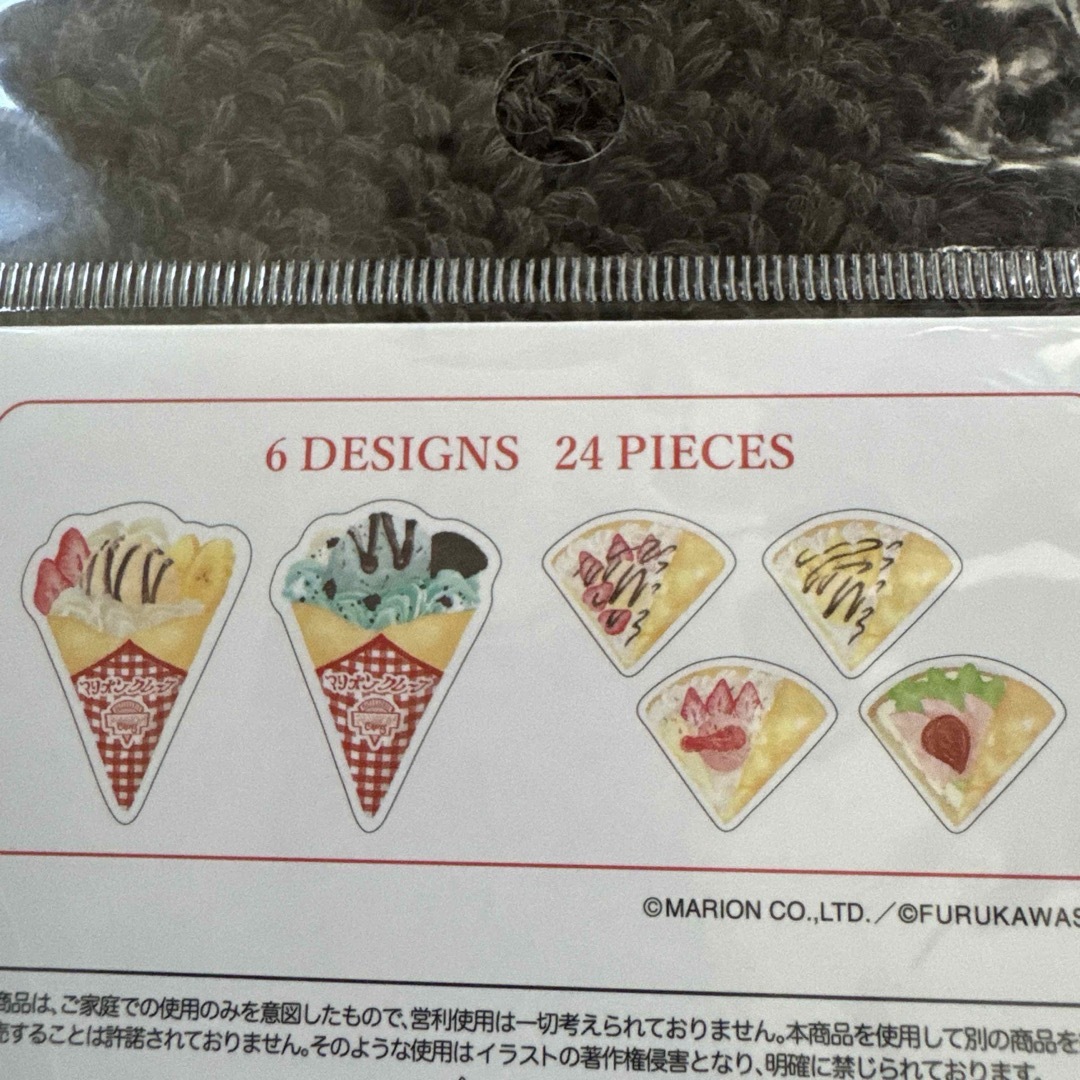 6 DESIGNS 24 PIECES
マリオンクレープ
マリオンクレープ
©MARION CO.,LTD.／©FURUKAWAS
商品は、ご家庭での使用のみを意図したもので、営利使用は一切考えられておりません。本商品を使用して別の商品を
売することは許諾されておりません。そのような使用はイラストの著作権侵害となり、明確に禁じられております。